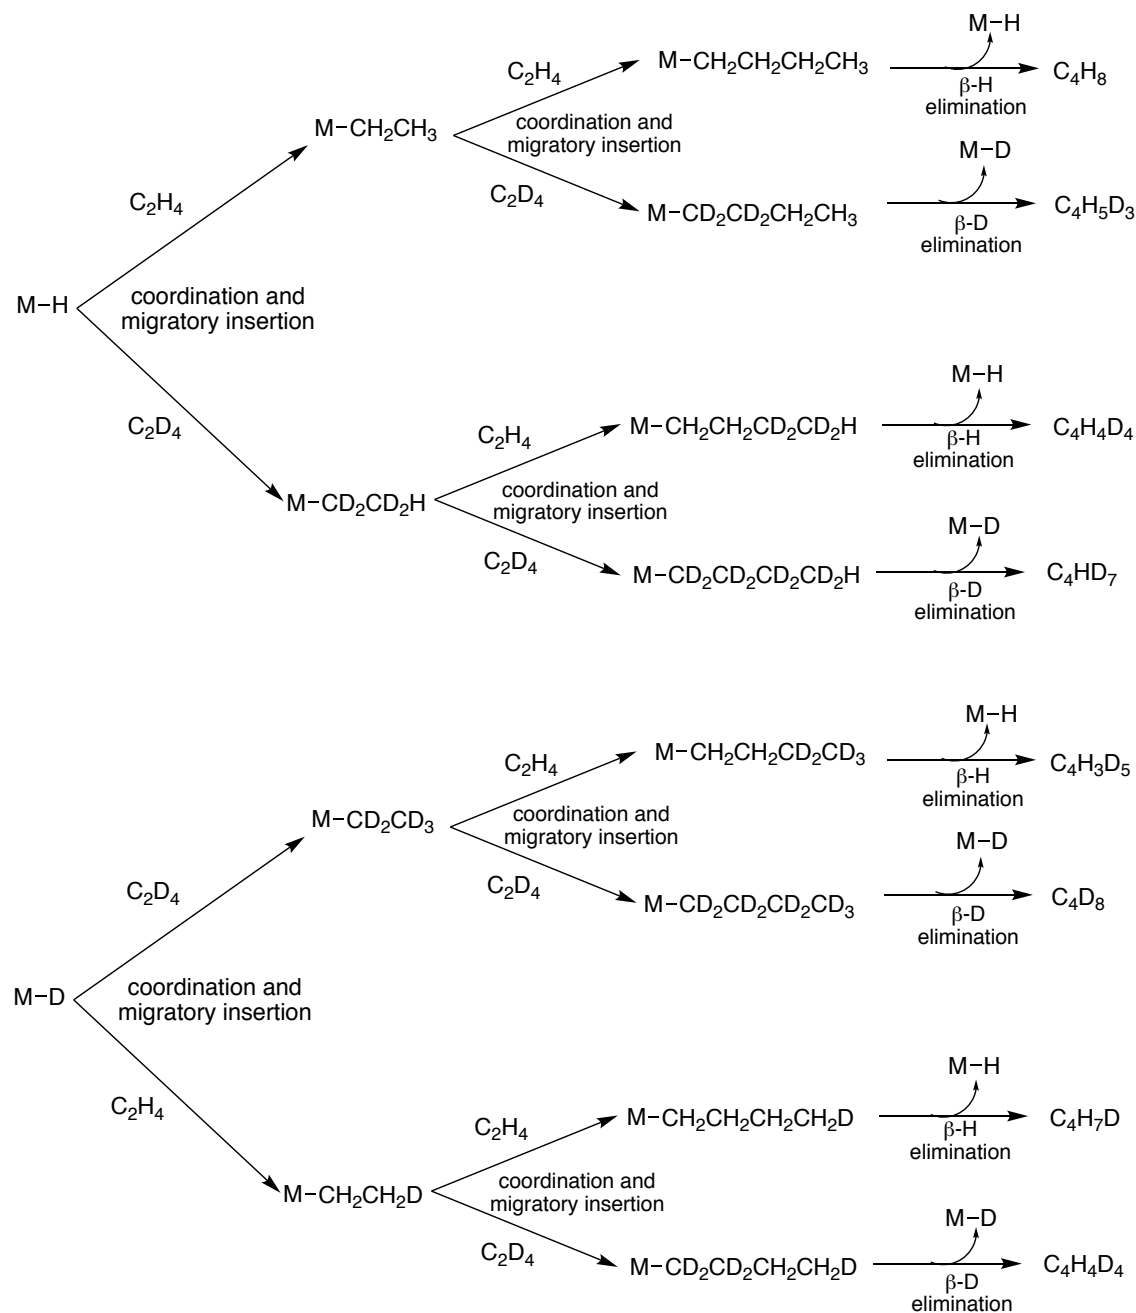 M–H
M–CH₂CH₂CH₂CH₃
C₄H₈
C₂H₄
β-H
elimination
M–CH₂CH₃
coordination and
migratory insertion
M–D
C₂H₄
C₂D₄
M–CD₂CD₂CH₂CH₃
C₄H₅D₃
β-D
elimination
M–H
coordination and
migratory insertion
M–H
C₂D₄
C₂H₄
M–CH₂CH₂CD₂CD₂H
C₄H₄D₄
β-H
elimination
M–CD₂CD₂H
coordination and
migratory insertion
M–D
C₂D₄
M–CD₂CD₂CD₂CD₂H
C₄HD₇
β-D
elimination
M–H
M–CH₂CH₂CD₂CD₃
C₄H₃D₅
C₂H₄
β-H
elimination
M–CD₂CD₃
coordination and
migratory insertion
M–D
C₂D₄
C₂D₄
M–CD₂CD₂CD₂CD₃
C₄D₈
β-D
elimination
M–D
coordination and
migratory insertion
M–H
C₂H₄
C₂H₄
M–CH₂CH₂CH₂CH₂D
C₄H₇D
β-H
elimination
M–CH₂CH₂D
coordination and
migratory insertion
M–D
C₂D₄
M–CD₂CD₂CH₂CH₂D
C₄H₄D₄
β-D
elimination